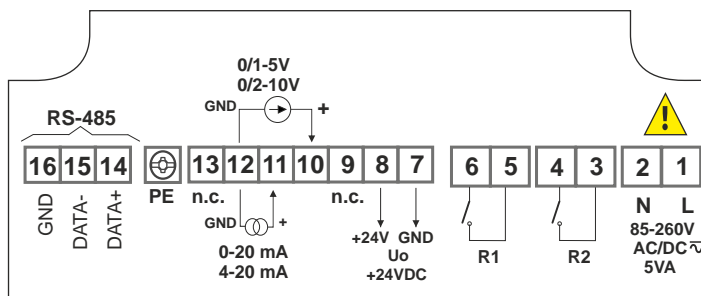 0/1-5V
0/2-10V
RS-485
GND
+
16 15 14 13 12 11 10 9 8 7 6 5 4 3 2 1
PE
n.c.
n.c.
GND
DATA-
DATA+
GND
+
0-20 mA
4-20 mA
+24V GND
Uo
+24VDC
R1
R2
N L
85-260V
AC/DC
5VA